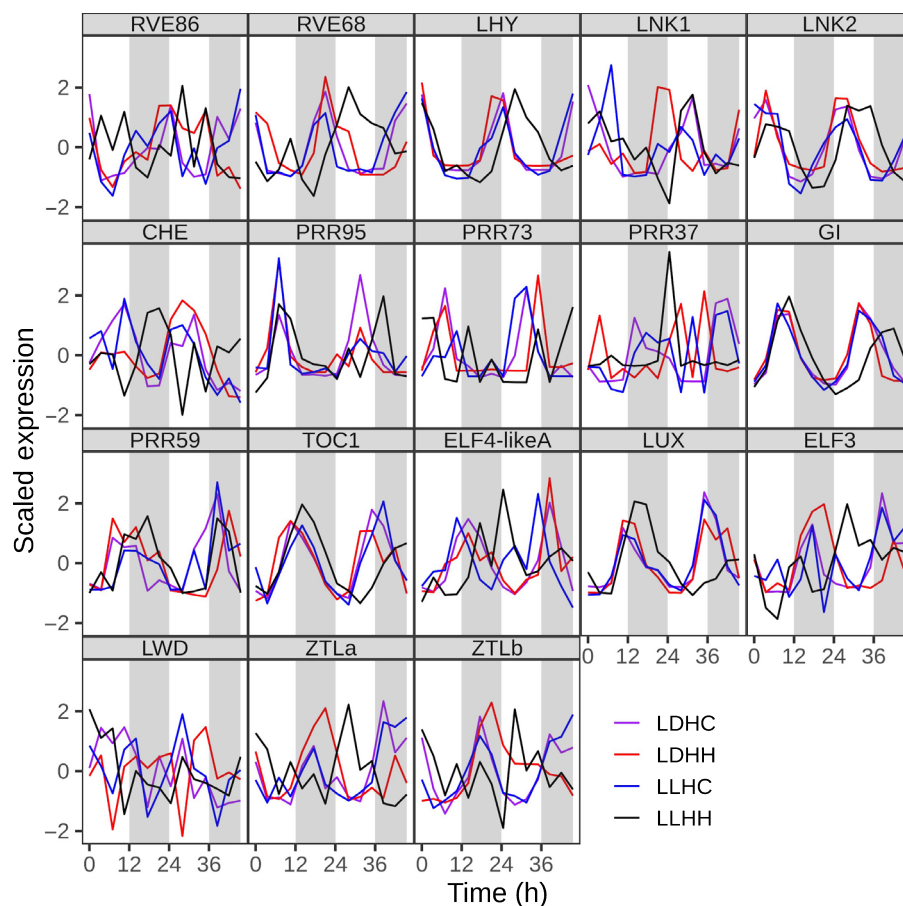 RVE86 RVE68 LHY LNK1 LNK2
2
0
−2
CHE PRR95 PRR73 PRR37 GI
2
0
−2
PRR59 TOC1 ELF4-likeA LUX ELF3
2
0
−2
LWD ZTLa ZTLb
0 12 24 36 0 12 24 36
2
0
−2
0 12 24 36 0 12 24 36 0 12 24 36
Scaled expression
Time (h)
LDHC
LDHH
LLHC
LLHH